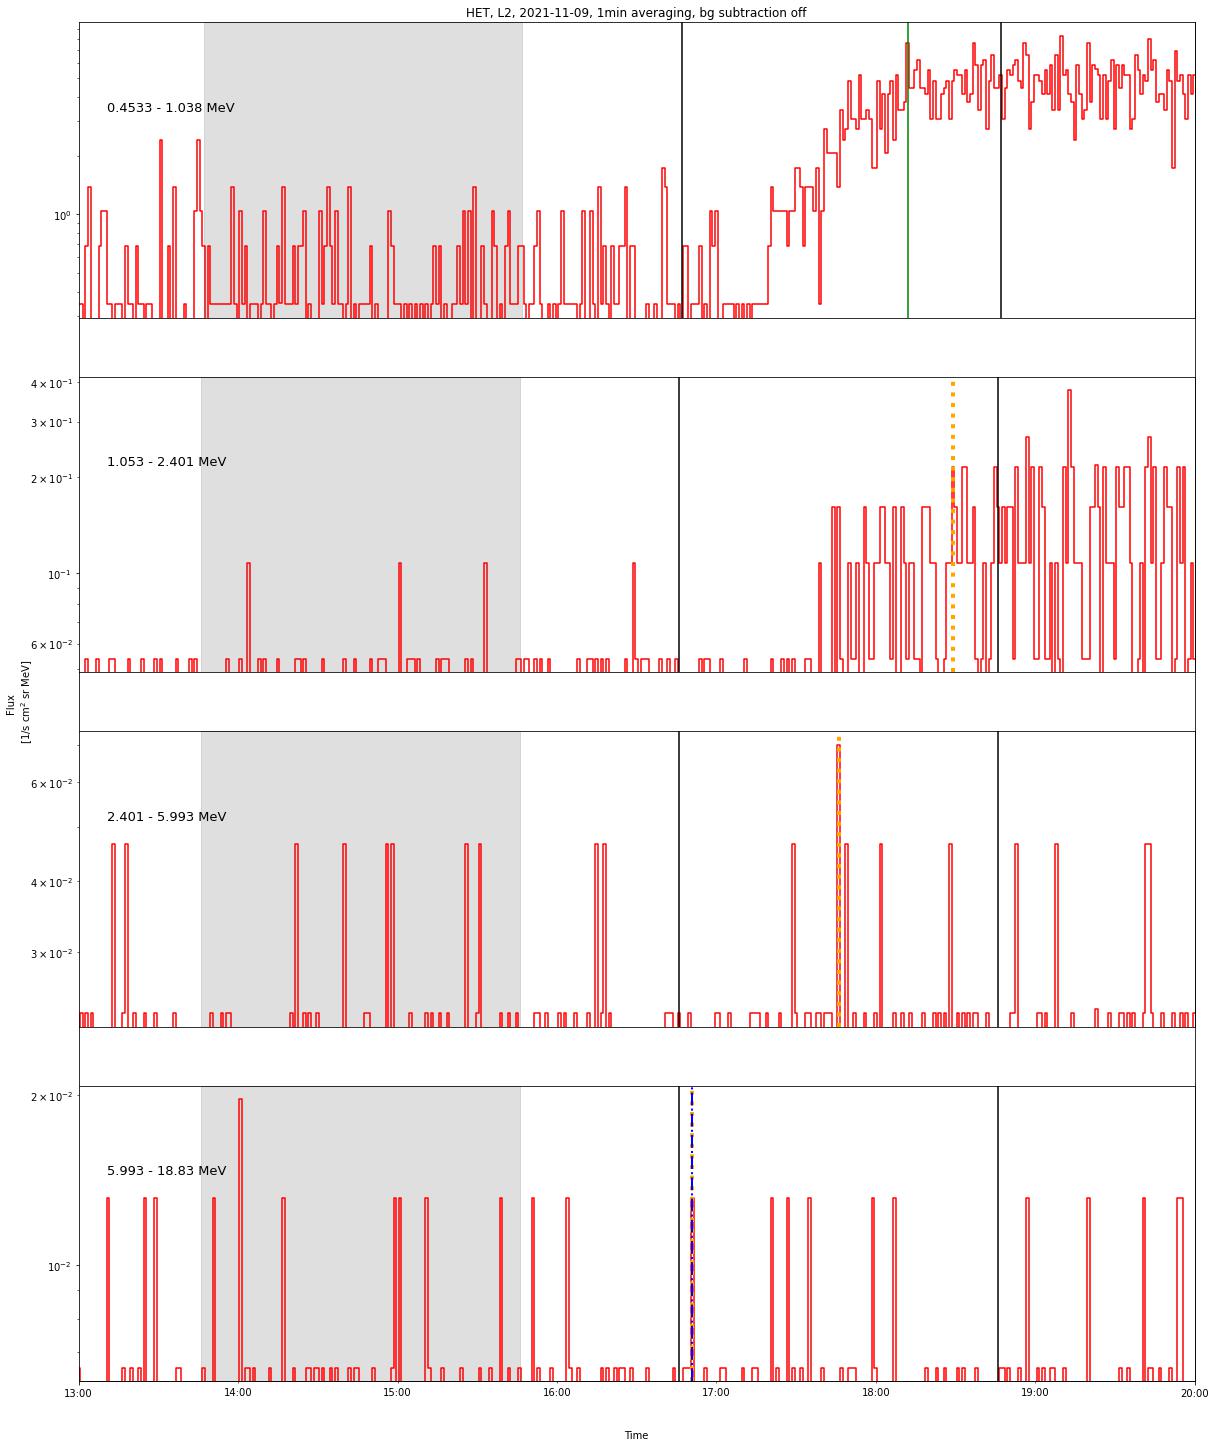 HET, L2, 2021-11-09, 1min averaging, bg subtraction off
0.4533 - 1.038 MeV
10⁰
4 × 10⁻¹
3 × 10⁻¹
1.053 - 2.401 MeV
2 × 10⁻¹
10⁻¹
6 × 10⁻²
Flux
[1/s cm² sr MeV]
6 × 10⁻²
2.401 - 5.993 MeV
4 × 10⁻²
3 × 10⁻²
2 × 10⁻²
5.993 - 18.83 MeV
10⁻²
13:00 14:00 15:00 16:00 17:00 18:00 19:00 20:00
Time